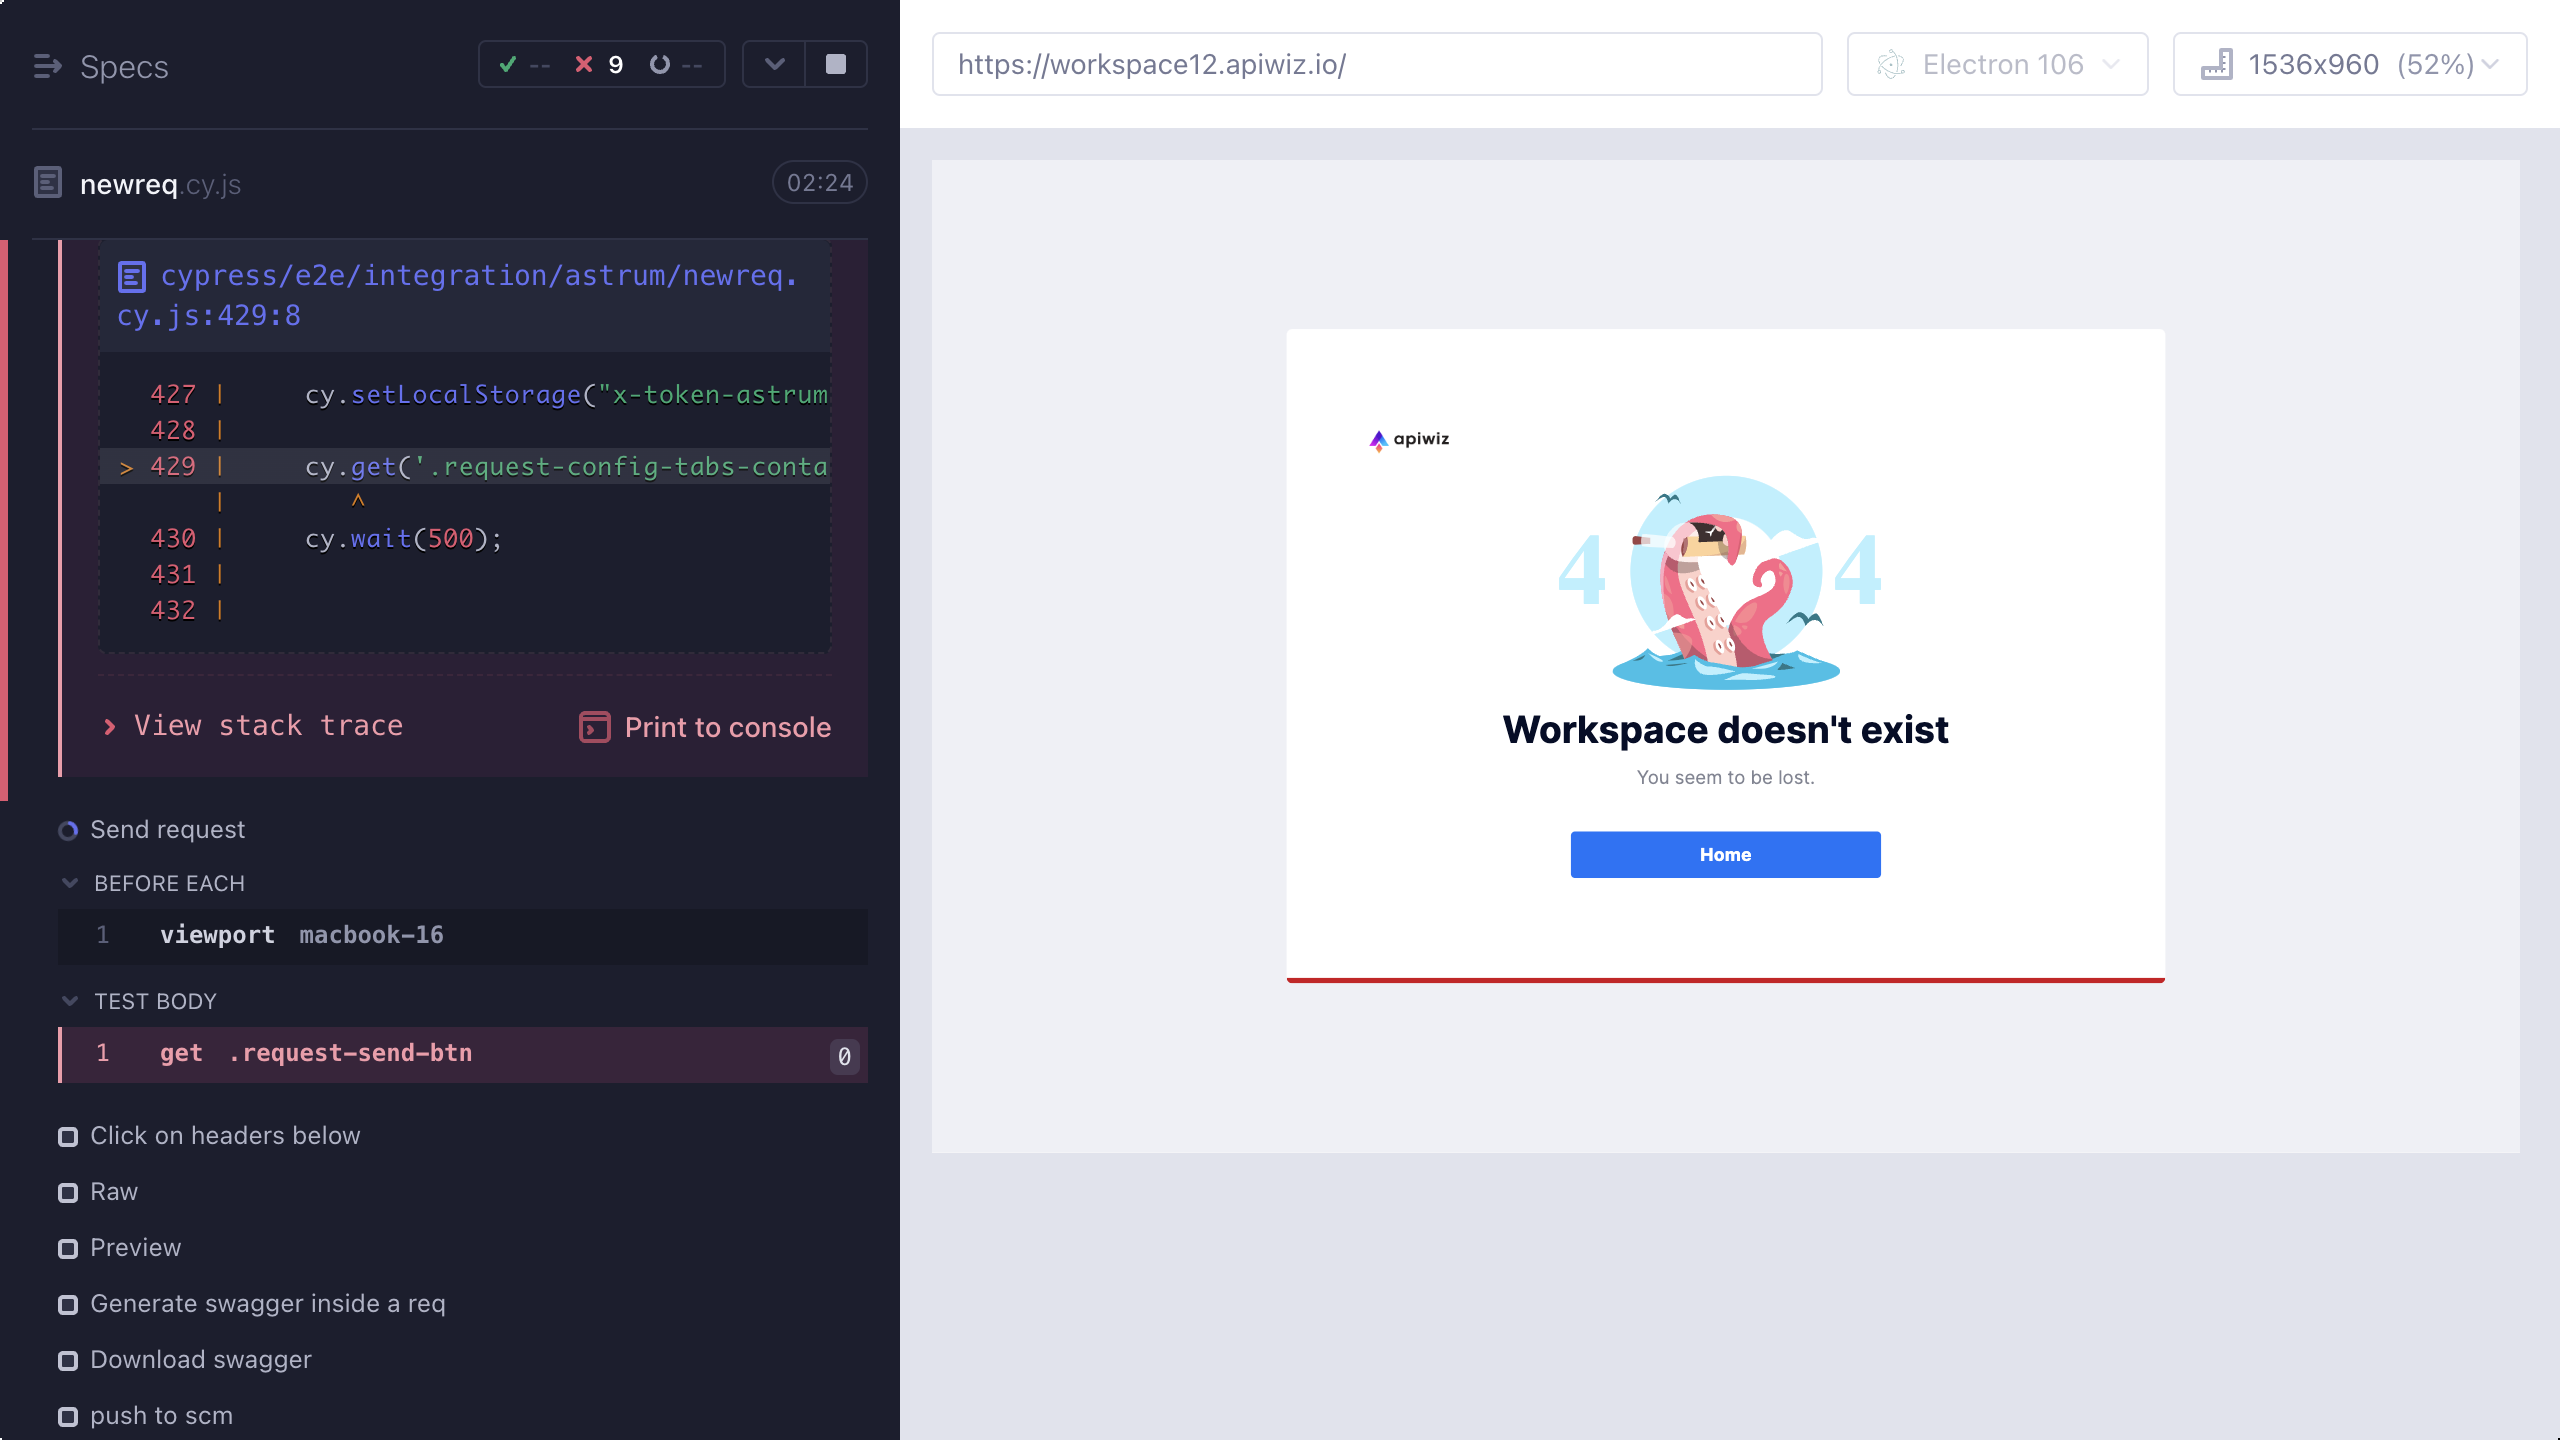 Specs
-- 9 --
newreq.cy.js
02:24
cypress/e2e/integration/astrum/newreq.
cy.js:429:8
427 | cy.setLocalStorage("x-token-astrum
428 |
> 429 | cy.get('.request-config-tabs-conta
| ^
430 | cy.wait(500);
431 |
432 |
View stack trace
Print to console
Send request
BEFORE EACH
1 viewport macbook-16
TEST BODY
1 get .request-send-btn 0
Click on headers below
Raw
Preview
Generate swagger inside a req
Download swagger
push to scm
https://workspace12.apiwiz.io/
Electron 106
1536x960 (52%)
apiwiz
4 4
Workspace doesn't exist
You seem to be lost.
Home